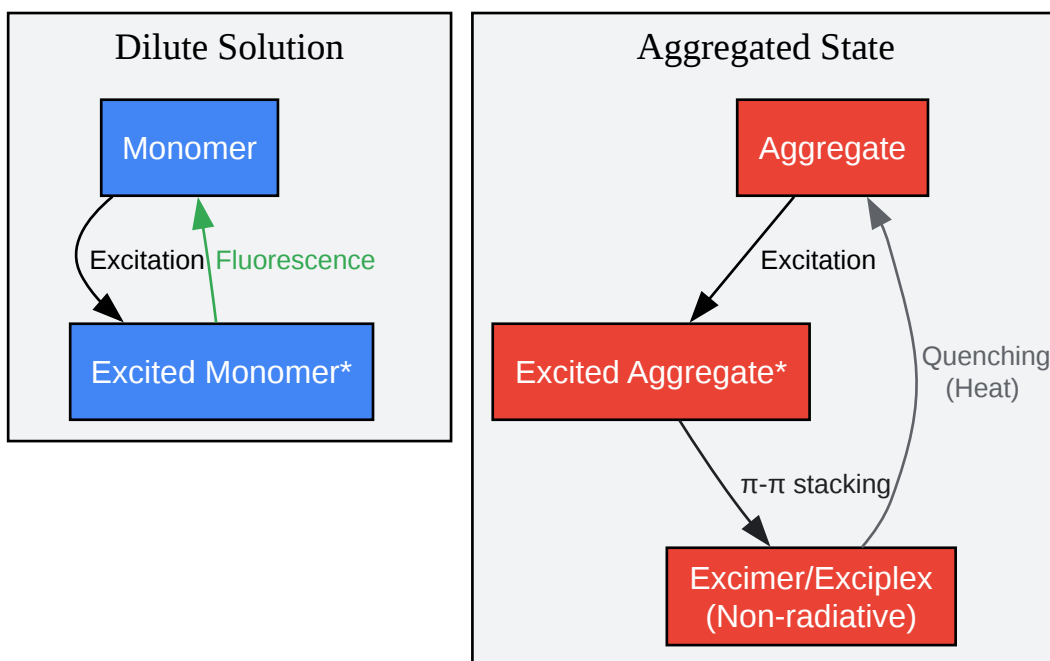 Dilute Solution
Monomer
Excitation
Fluorescence
Excited Monomer*
Aggregated State
Aggregate
Excitation
Excited Aggregate*
Quenching
(Heat)
π-π stacking
Excimer/Exciplex
(Non-radiative)